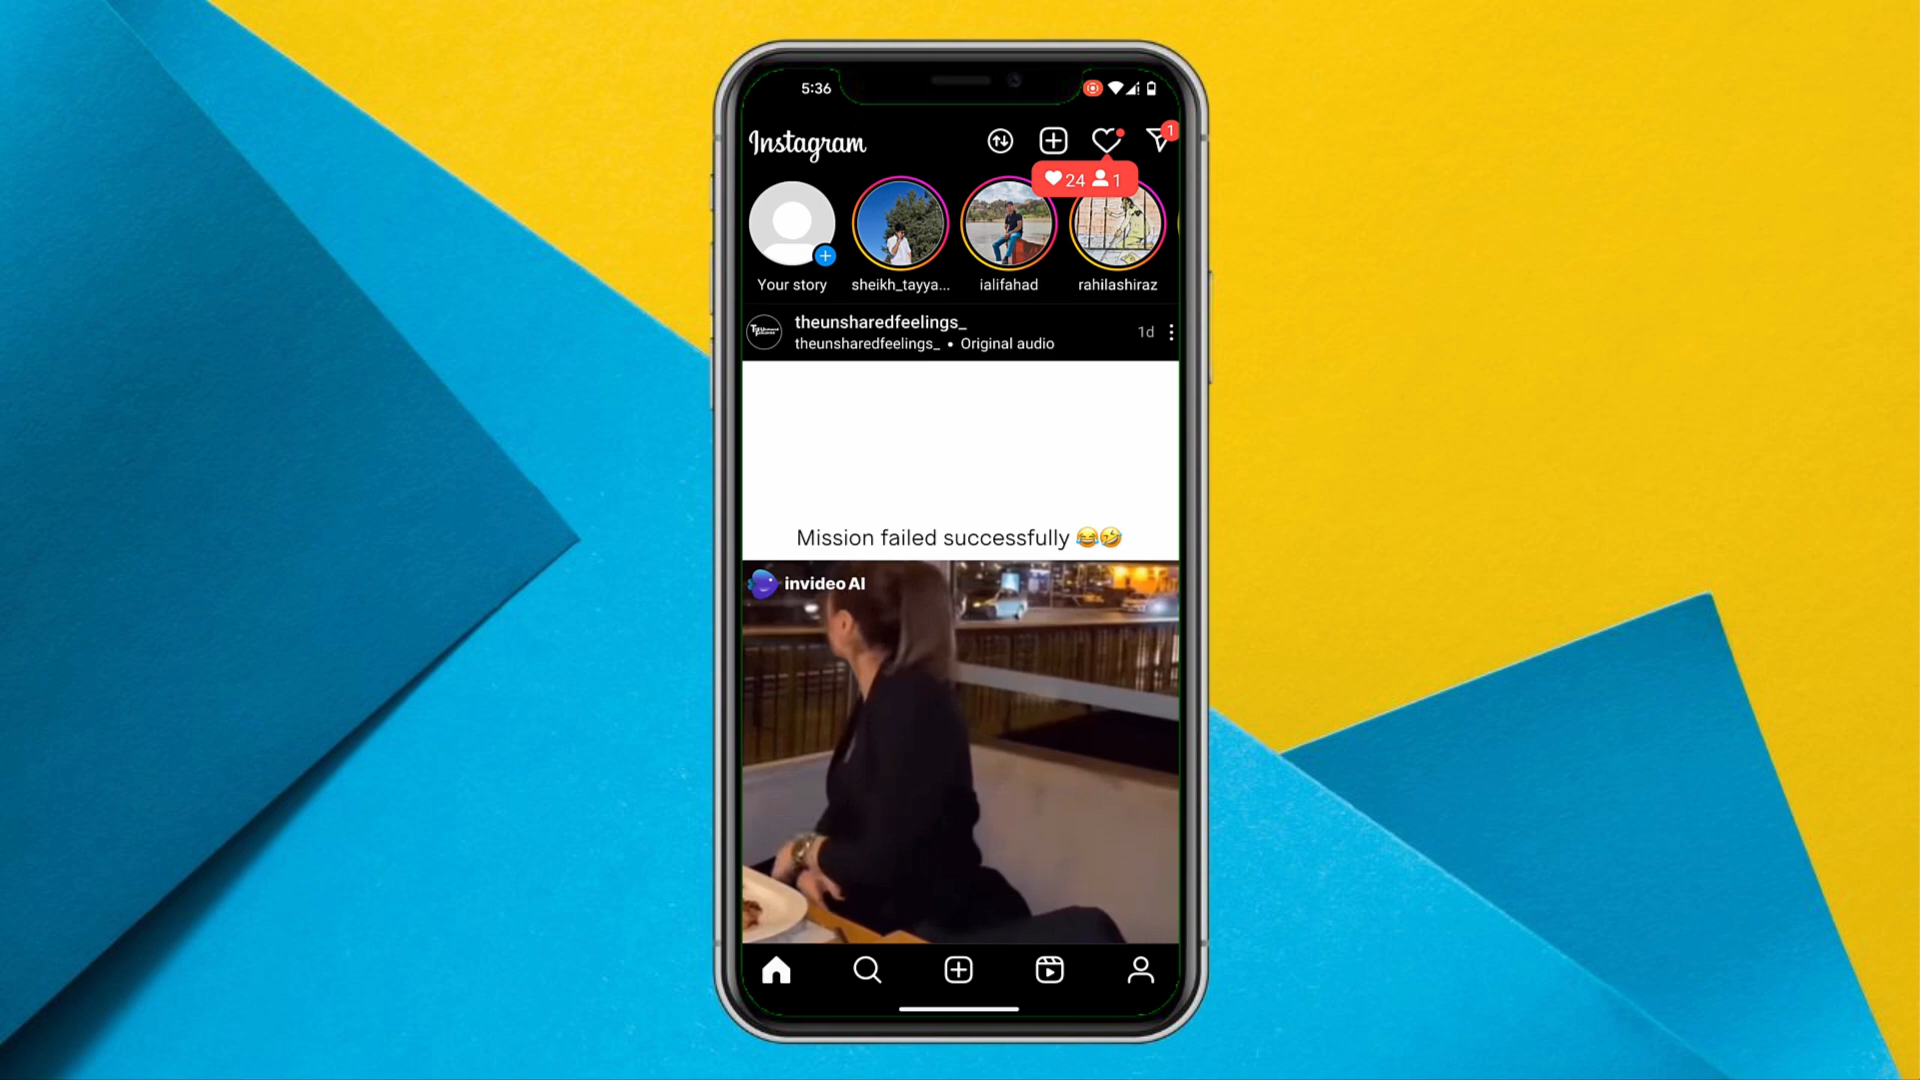 5:36
Instagram
1
24 1
Your story
sheikh_tayya...
ialifahad
rahilashiraz
theunsharedfeelings_
1d
theunsharedfeelings_ • Original audio
Mission failed successfully 😂🤣
invideo AI